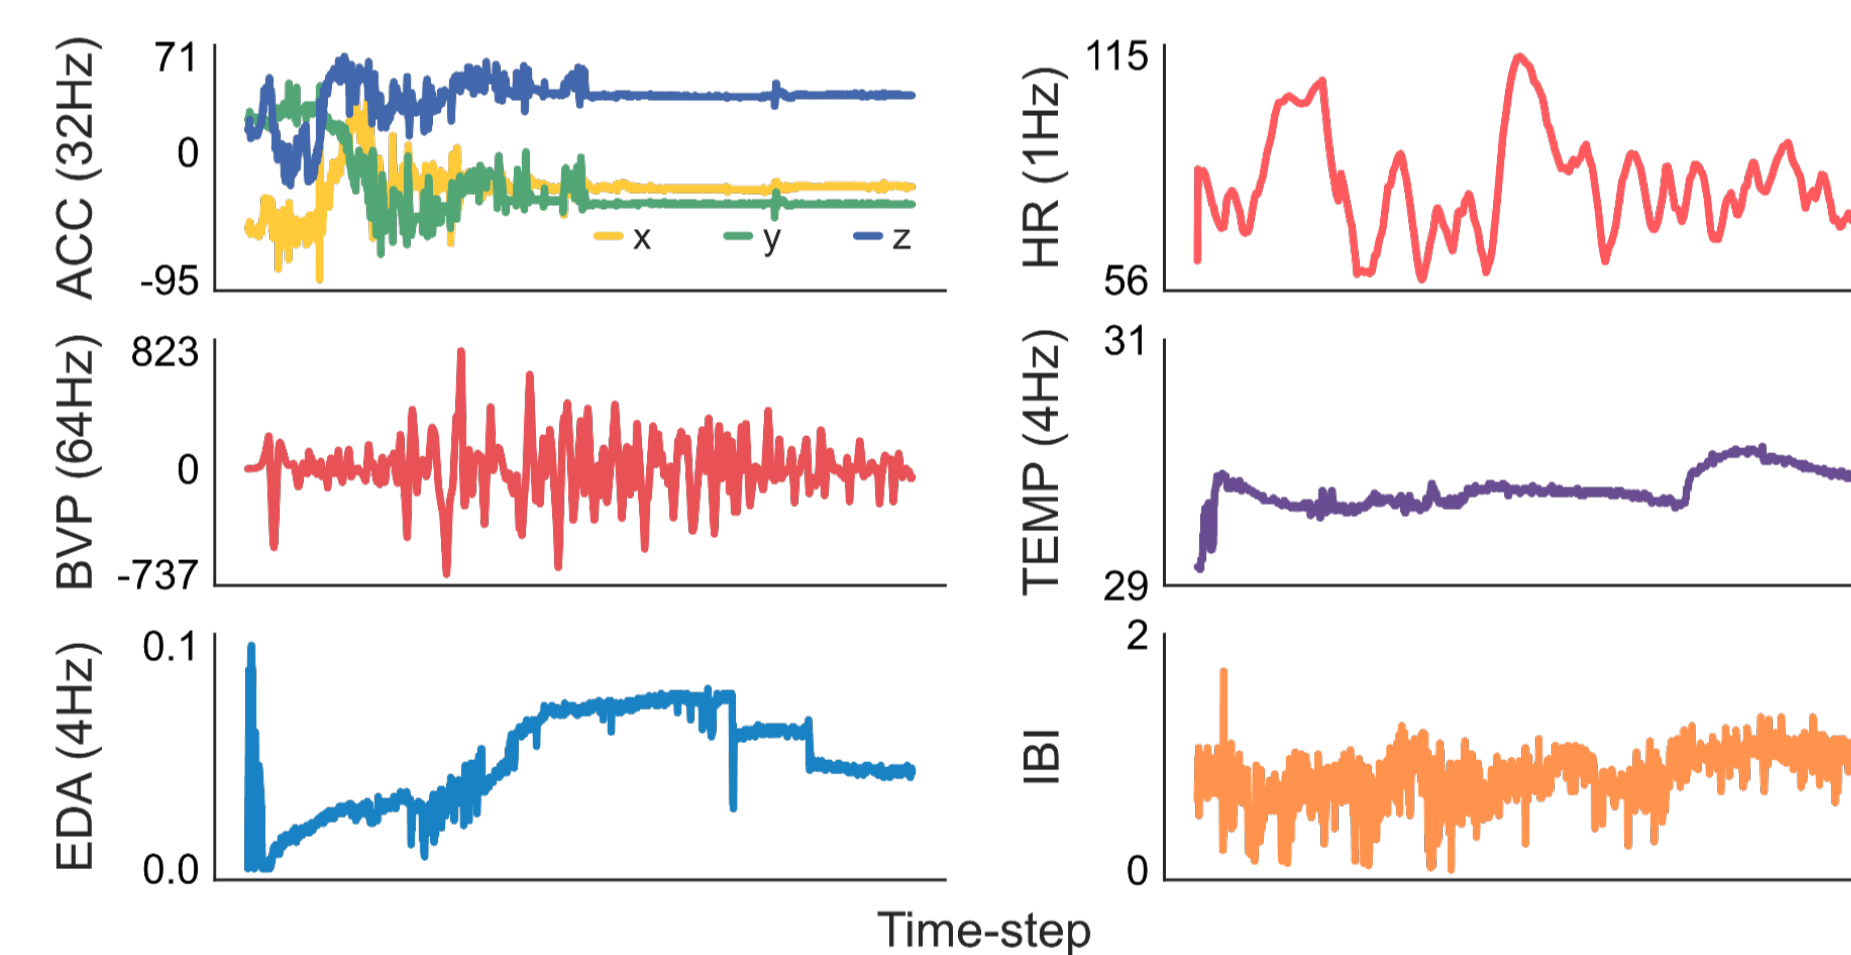 ACC (32Hz)
71
0
-95
x y z
HR (1Hz)
115
56
BVP (64Hz)
823
0
-737
TEMP (4Hz)
31
29
EDA (4Hz)
0.1
0.0
IBI
2
0
Time-step